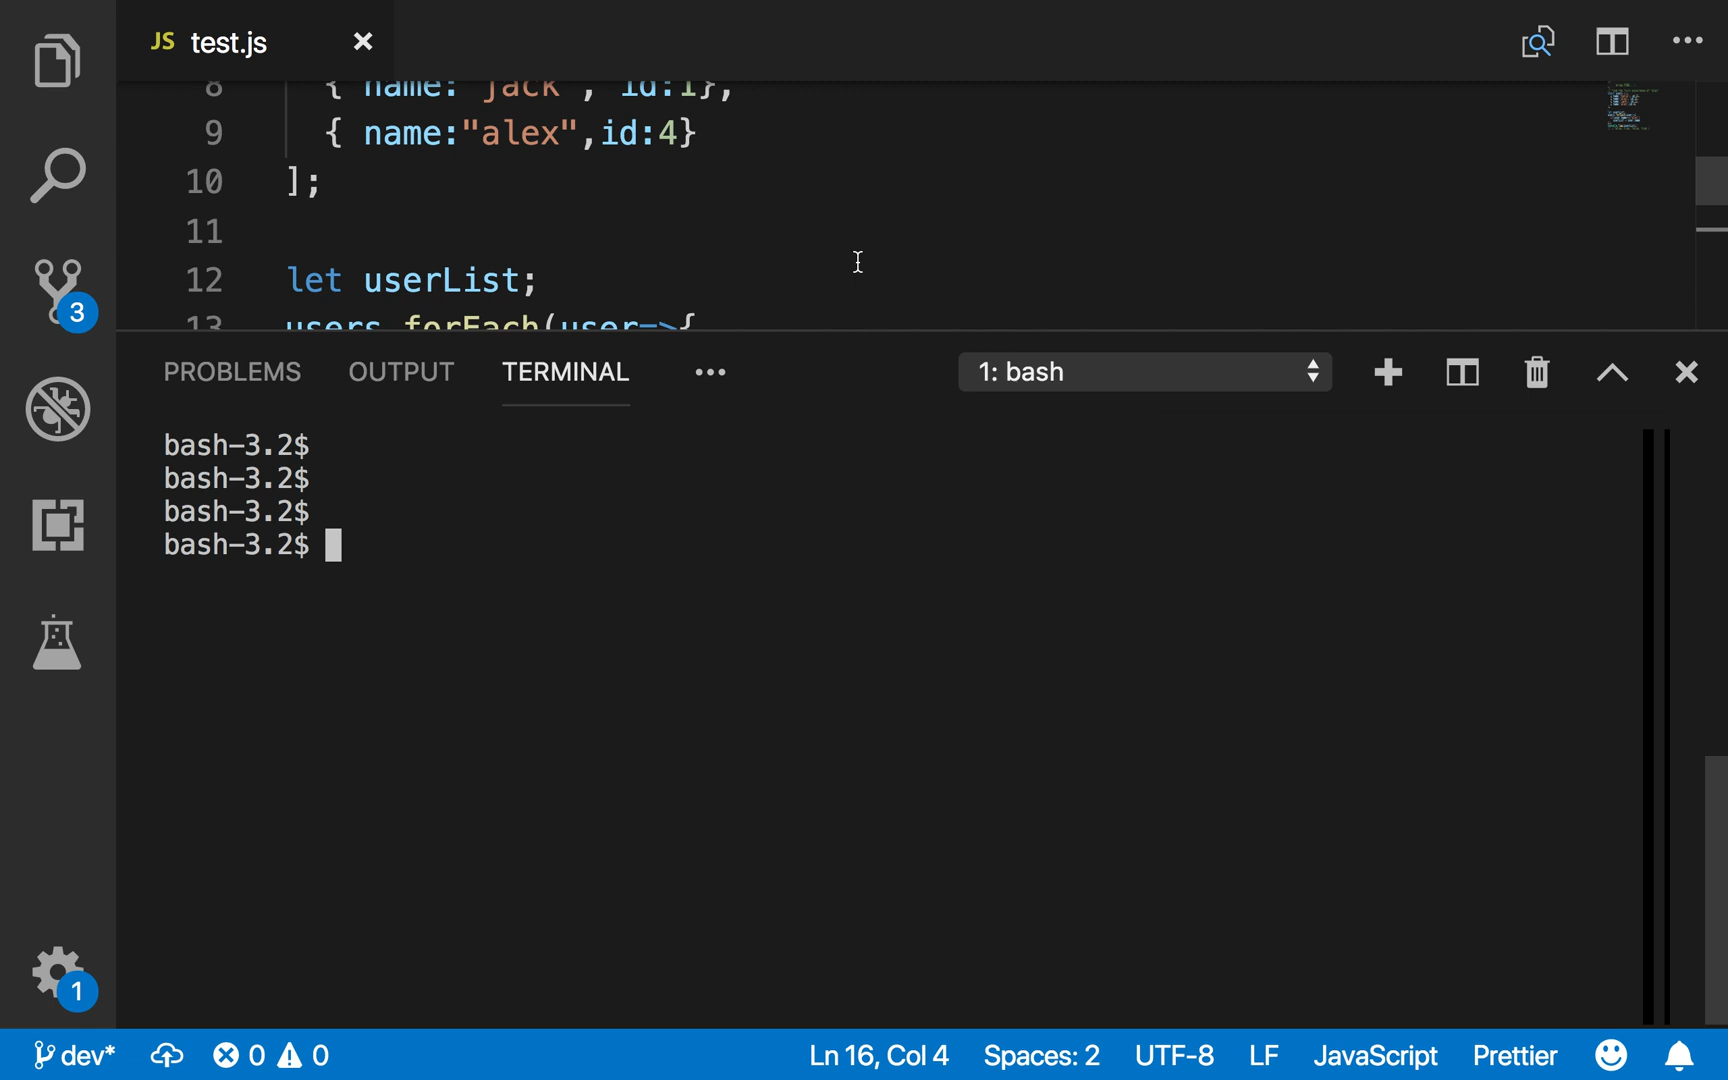 JS test.js
8 { name:"jack", id:1},
9 { name:"alex",id:4}
10 ];
11
12 let userList;
13 users.forEach(user=>{
PROBLEMS OUTPUT TERMINAL 1: bash
bash-3.2$
bash-3.2$
bash-3.2$
bash-3.2$
3
1
dev* 0 0 Ln 16, Col 4 Spaces: 2 UTF-8 LF JavaScript Prettier